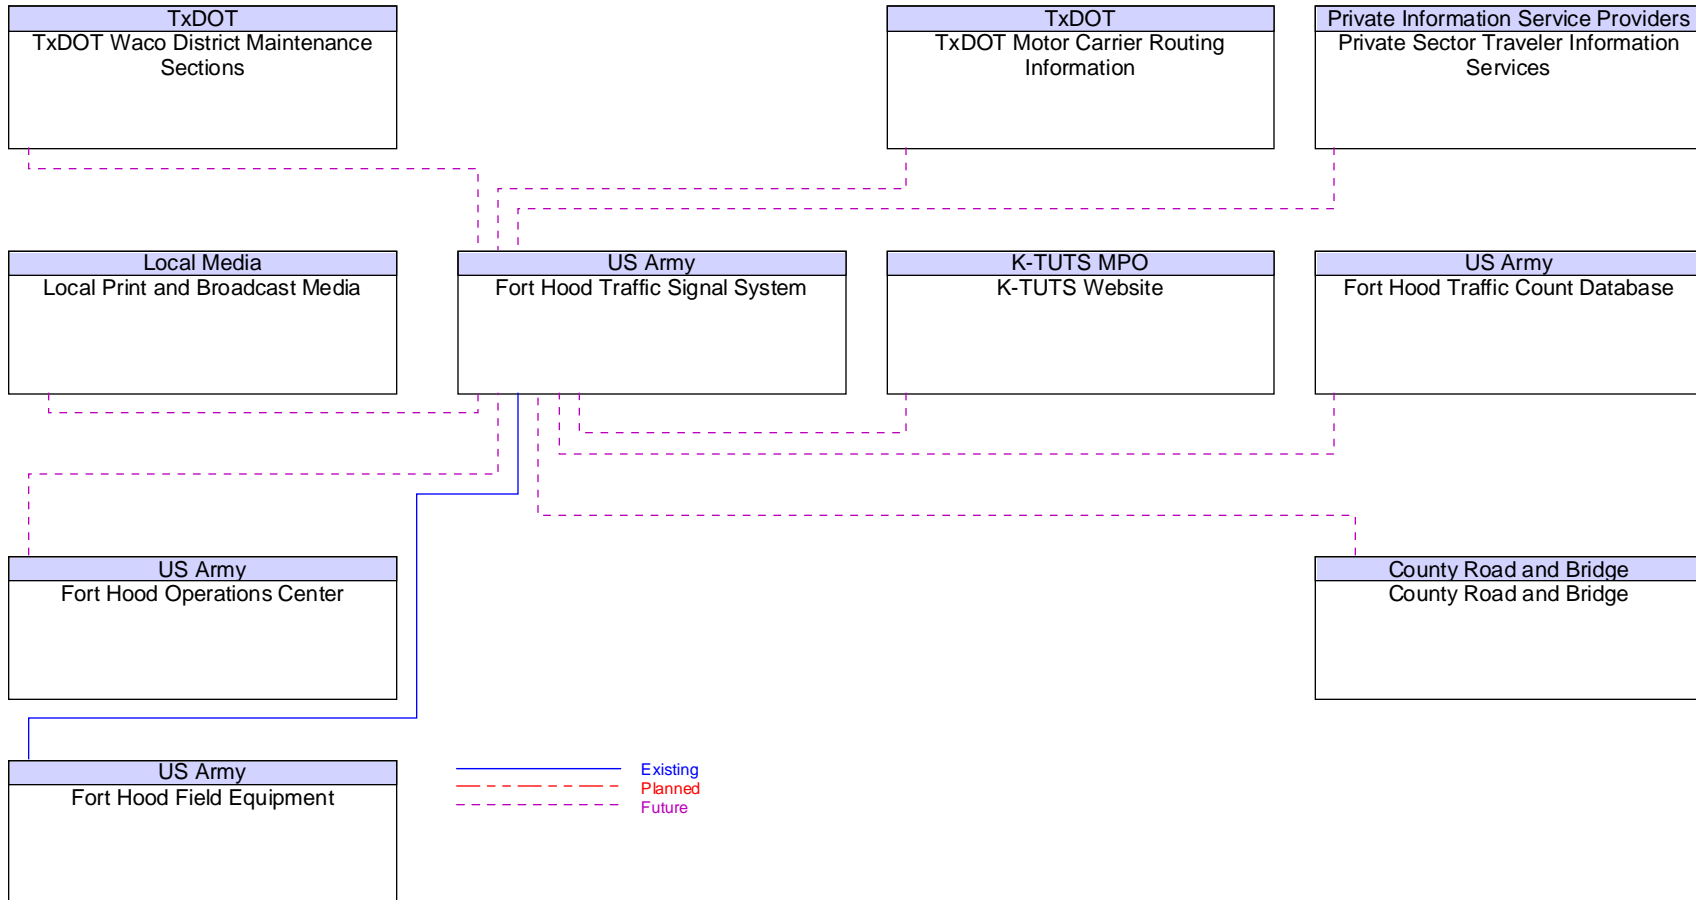 TxDOT
TxDOT Waco District Maintenance
Sections
TxDOT
TxDOT Motor Carrier Routing
Information
Private Information Service Providers
Private Sector Traveler Information
Services
Local Media
Local Print and Broadcast Media
US Army
Fort Hood Traffic Signal System
K-TUTS MPO
K-TUTS Website
US Army
Fort Hood Traffic Count Database
US Army
Fort Hood Operations Center
County Road and Bridge
County Road and Bridge
US Army
Fort Hood Field Equipment
Existing
Planned
Future